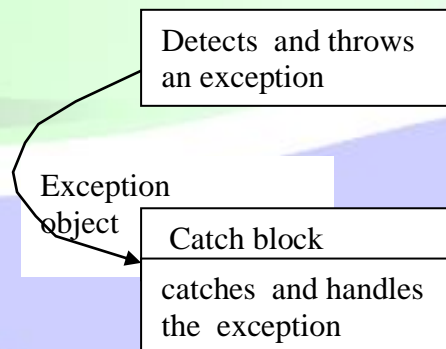 Detects and throws
an exception
Exception
object
Catch block
catches and handles
the exception